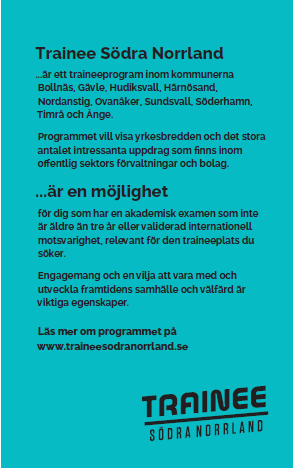 Trainee Södra Norrland
...är ett traineeprogram inom kommunerna
Bollnäs, Gävle, Hudiksvall, Härnösand,
Nordanstig, Ovanåker, Sundsvall, Söderhamn,
Timrå och Ånge.
Programmet vill visa yrkesbredden och det stora
antalet intressanta uppdrag som finns inom
offentlig sektors förvaltningar och bolag.
...är en möjlighet
för dig som har en akademisk examen som inte
är äldre än tre år eller validerad internationell
motsvarighet, relevant för den traineeplats du
söker.
Engagemang och en vilja att vara med och
utveckla framtidens samhälle och välfärd är
viktiga egenskaper.
Läs mer om programmet på
www.traineesodranorrland.se
TRAINEE
SÖDRA NORRLAND